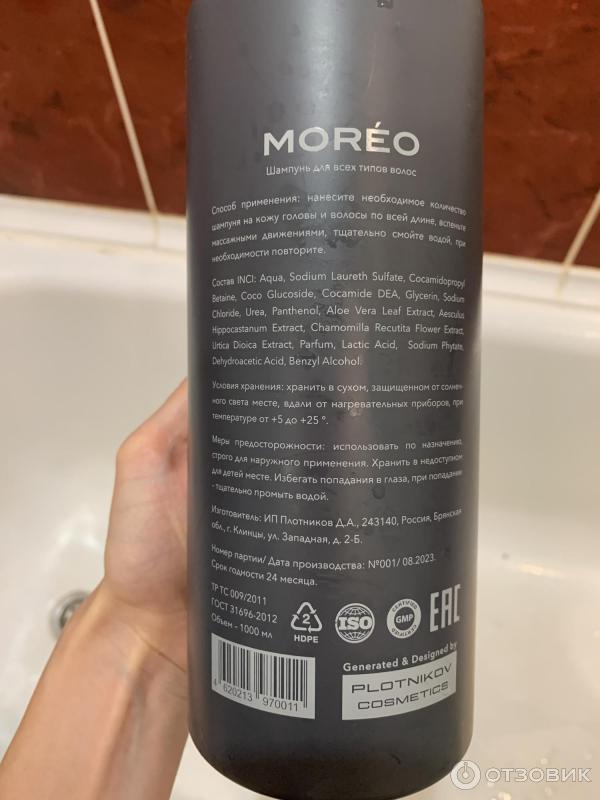 MORÉO
Шампунь для всех типов волос
Способ применения: нанесите необходимое количество
шампуня на кожу головы и волосы по всей длине, вспеньте
массажными движениями, тщательно смойте водой, при
необходимости повторите.
Состав INCI: Aqua, Sodium Laureth Sulfate, Cocamidopropyl
Betaine, Coco Glucoside, Cocamide DEA, Glycerin, Sodium
Chloride, Urea, Panthenol, Aloe Vera Leaf Extract, Aesculus
Hippocastanum Extract, Chamomilla Recutita Flower Extract,
Urtica Dioica Extract, Parfum, Lactic Acid, Sodium Phytate,
Dehydroacetic Acid, Benzyl Alcohol.
Условия хранения: хранить в сухом, защищенном от солнеч-
ного света месте, вдали от нагревательных приборов, при
температуре от +5 до +25 °.
Меры предосторожности: использовать по назначению,
строго для наружного применения. Хранить в недоступном
для детей месте. Избегать попадания в глаза, при попадании
- тщательно промыть водой.
Изготовитель: ИП Плотников Д.А., 243140, Россия, Брянская
обл., г. Клинцы, ул. Западная, д. 2-Б.
Номер партии/ Дата производства: №001/ 08.2023.
Срок годности 24 месяца.
ТР ТС 009/2011
ГОСТ 31696-2012
Объем - 1000 мл
2
HDPE
ISO
CERTIFIED
GMP
EAC
4 620213 970011
Generated & Designed by
PLOTNIKOV
COSMETICS
ОТЗОВИК